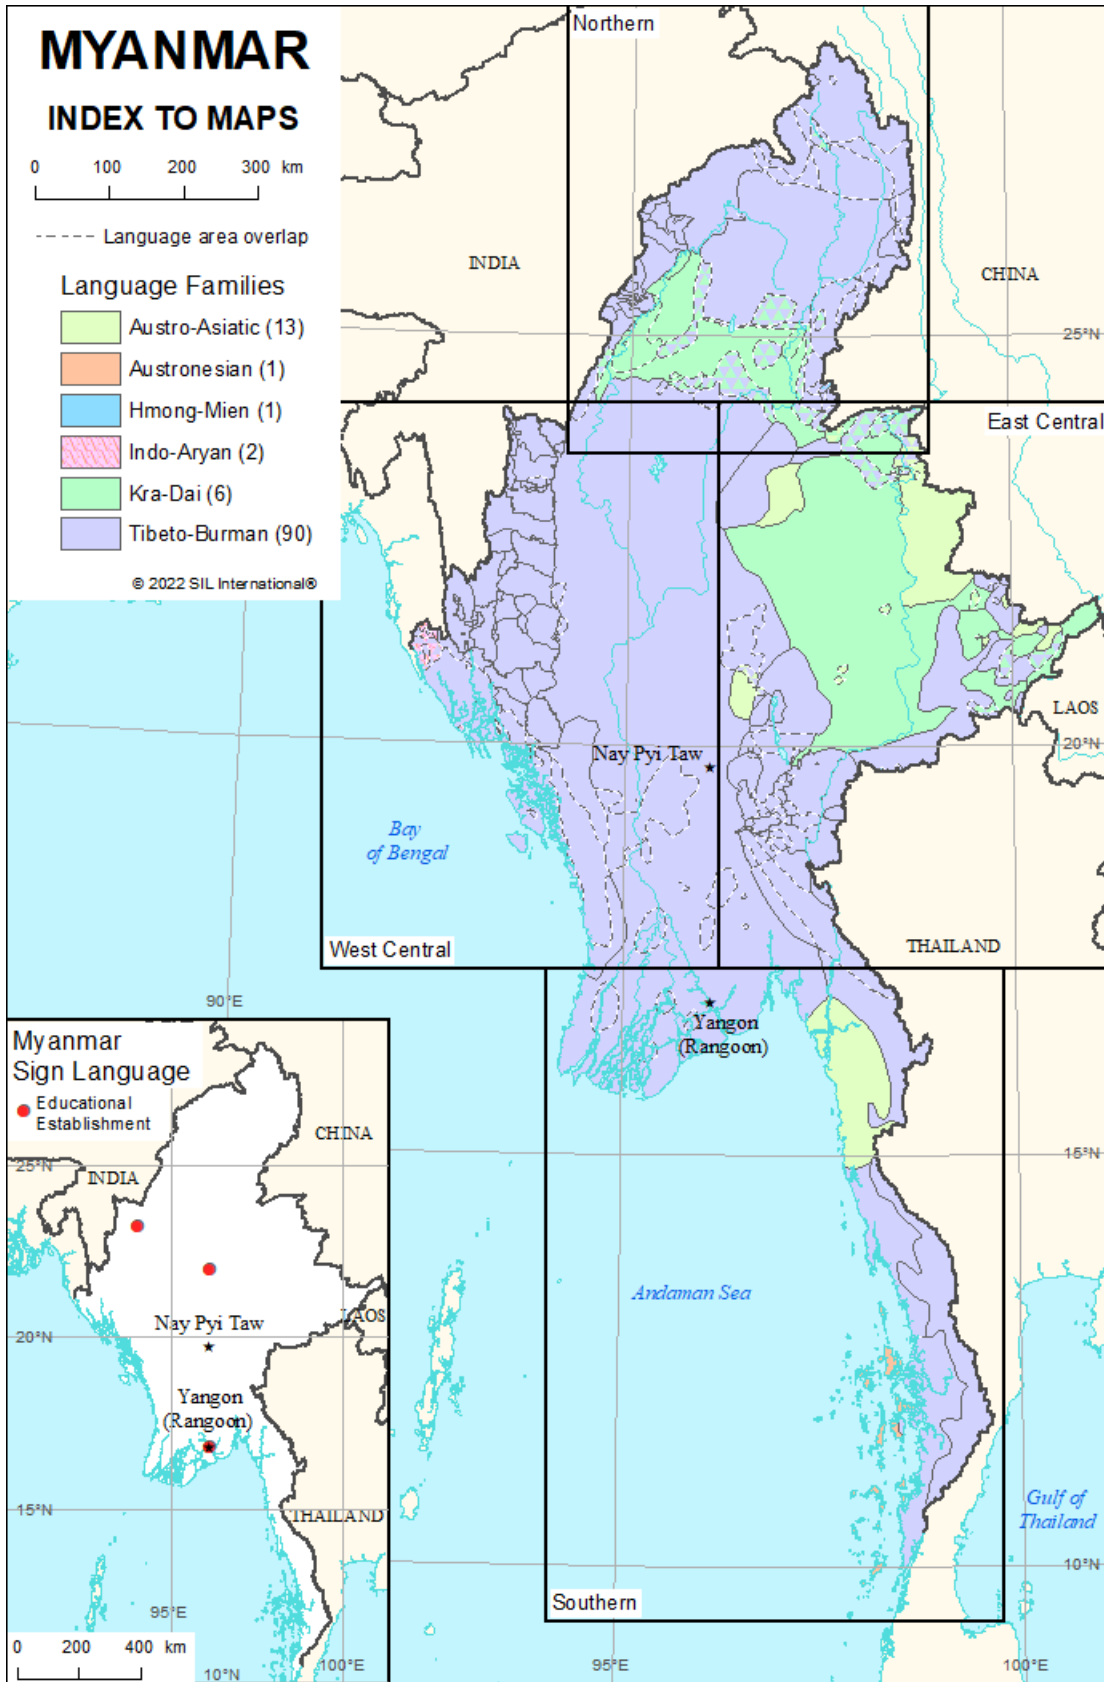 MYANMAR
INDEX TO MAPS
0 100 200 300 km
Language area overlap
Language Families
Austro-Asiatic (13)
Austronesian (1)
Hmong-Mien (1)
Indo-Aryan (2)
Kra-Dai (6)
Tibeto-Burman (90)
© 2022 SIL International®
Northern
INDIA
CHINA
25°N
East Central
LAOS
20°N
Nay Pyi Taw
Bay
of Bengal
West Central
THAILAND
90°E
Yangon
(Rangoon)
15°N
Andaman Sea
Gulf of
Thailand
10°N
Southern
95°E
100°E
Myanmar
Sign Language
Educational
Establishment
CHINA
25°N
INDIA
LAOS
Nay Pyi Taw
20°N
Yangon
(Rangoon)
15°N
THAILAND
95°E
0 200 400 km
10°N
100°E